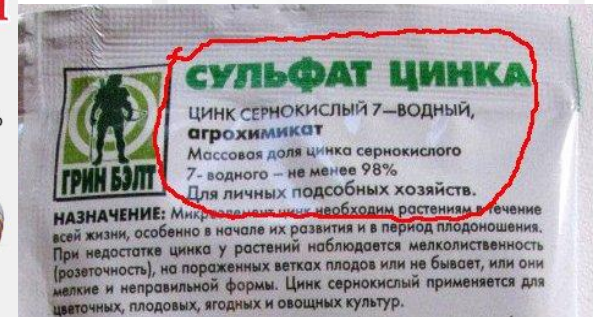 СУЛЬФАТ ЦИНКА
ЦИНК СЕРНОКИСЛЫЙ 7—ВОДНЫЙ,
агрохимикат
Массовая доля цинка сернокислого
7- водного – не менее 98%
Для личных подсобных хозяйств.
ГРИН БЭЛТ
НАЗНАЧЕНИЕ: Микроэлемент цинк необходим растениям в течение
всей жизни, особенно в начале их развития и в период плодоношения.
При недостатке цинка у растений наблюдается мелколиственность
(розеточность), на пораженных ветках плодов или не бывает, или они
мелкие и неправильной формы. Цинк сернокислый применяется для
цветочных, плодовых, ягодных и овощных культур.